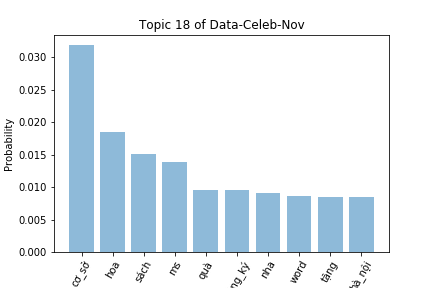 Topic 18 of Data-Celeb-Nov
Probability
0.030
0.025
0.020
0.015
0.010
0.005
0.000
cơ_sở
hoa
sách
ms
quà
ng_ký
nha
word
tặng